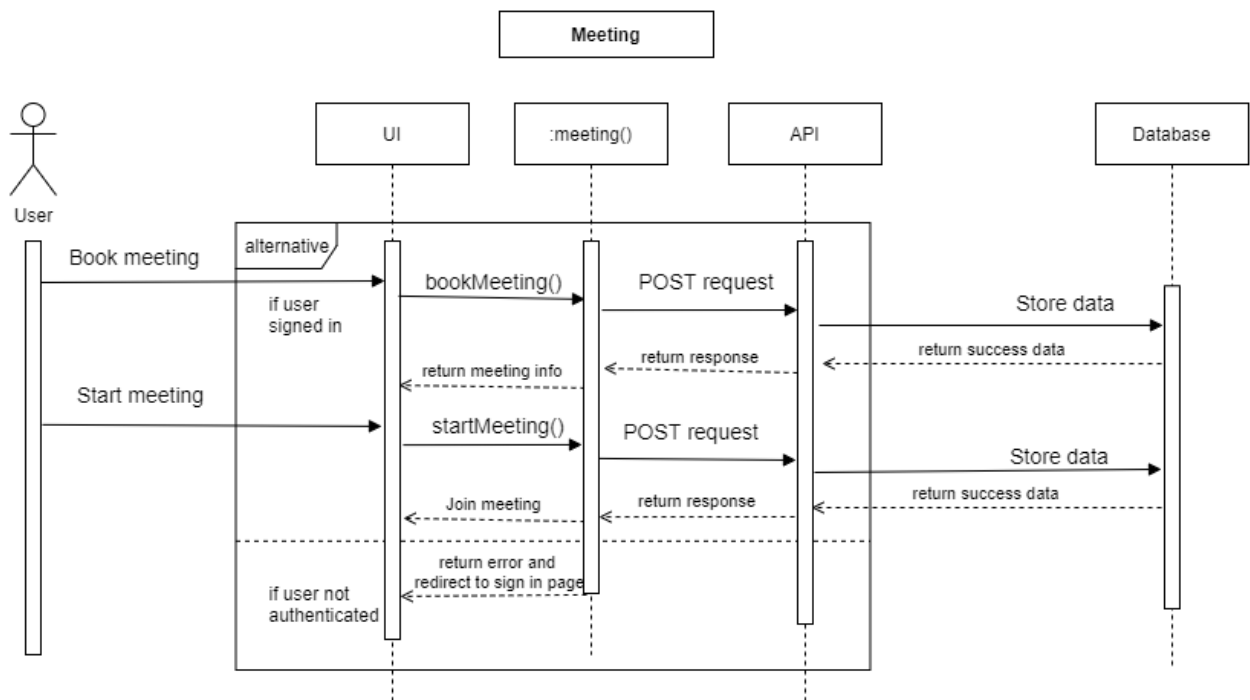 Meeting
UI
:meeting()
API
Database
User
alternative
Book meeting
bookMeeting()
POST request
if user
signed in
Store data
return success data
return response
return meeting info
Start meeting
startMeeting()
POST request
Store data
return success data
return response
Join meeting
return error and
redirect to sign in page
if user not
authenticated